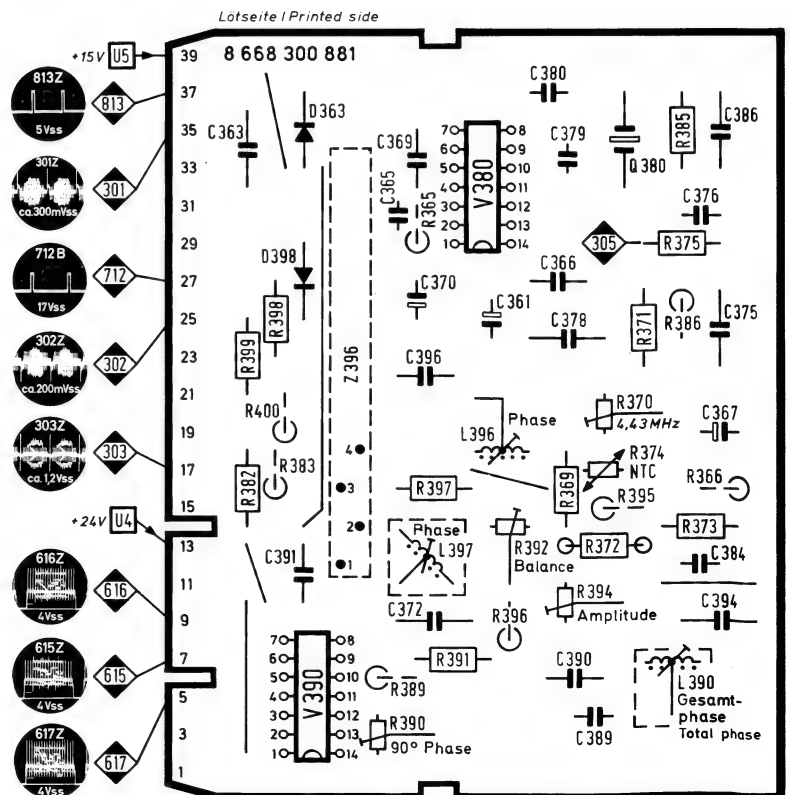 Lötseite / Printed side
+15V U5
39
8 668 300 881
813Z
5Vss
813
37
D363
C380
C363
35
C369
7
8
C379
Q380
R385
C386
6
9
301Z
ca.300mVss
301
33
5
10
4
11
V380
C365
R365
3
12
C376
31
2
13
1
14
305
R375
29
712B
17Vss
712
D398
27
C370
C366
C361
R371
R386
C375
25
R398
C378
302Z
ca.200mVss
302
23
R399
Z396
C396
21
R400
R370
4,43MHz
Phase
L396
C367
19
303Z
ca. 1,2Vss
303
4
R374
NTC
17
R383
R382
3
R397
R369
R395
R366
15
+24V U4
2
Phase
L397
R392
Balance
R372
R373
13
C391
1
C384
11
616Z
4Vss
616
R394
Amplitude
C394
9
C372
R396
7
7
8
615Z
4Vss
615
6
9
R391
5
10
R389
C390
L390
Gesamt-
phase
Total phase
5
V390
4
11
3
12
R390
90° Phase
C389
617Z
4Vss
617
3
2
13
1
14
1